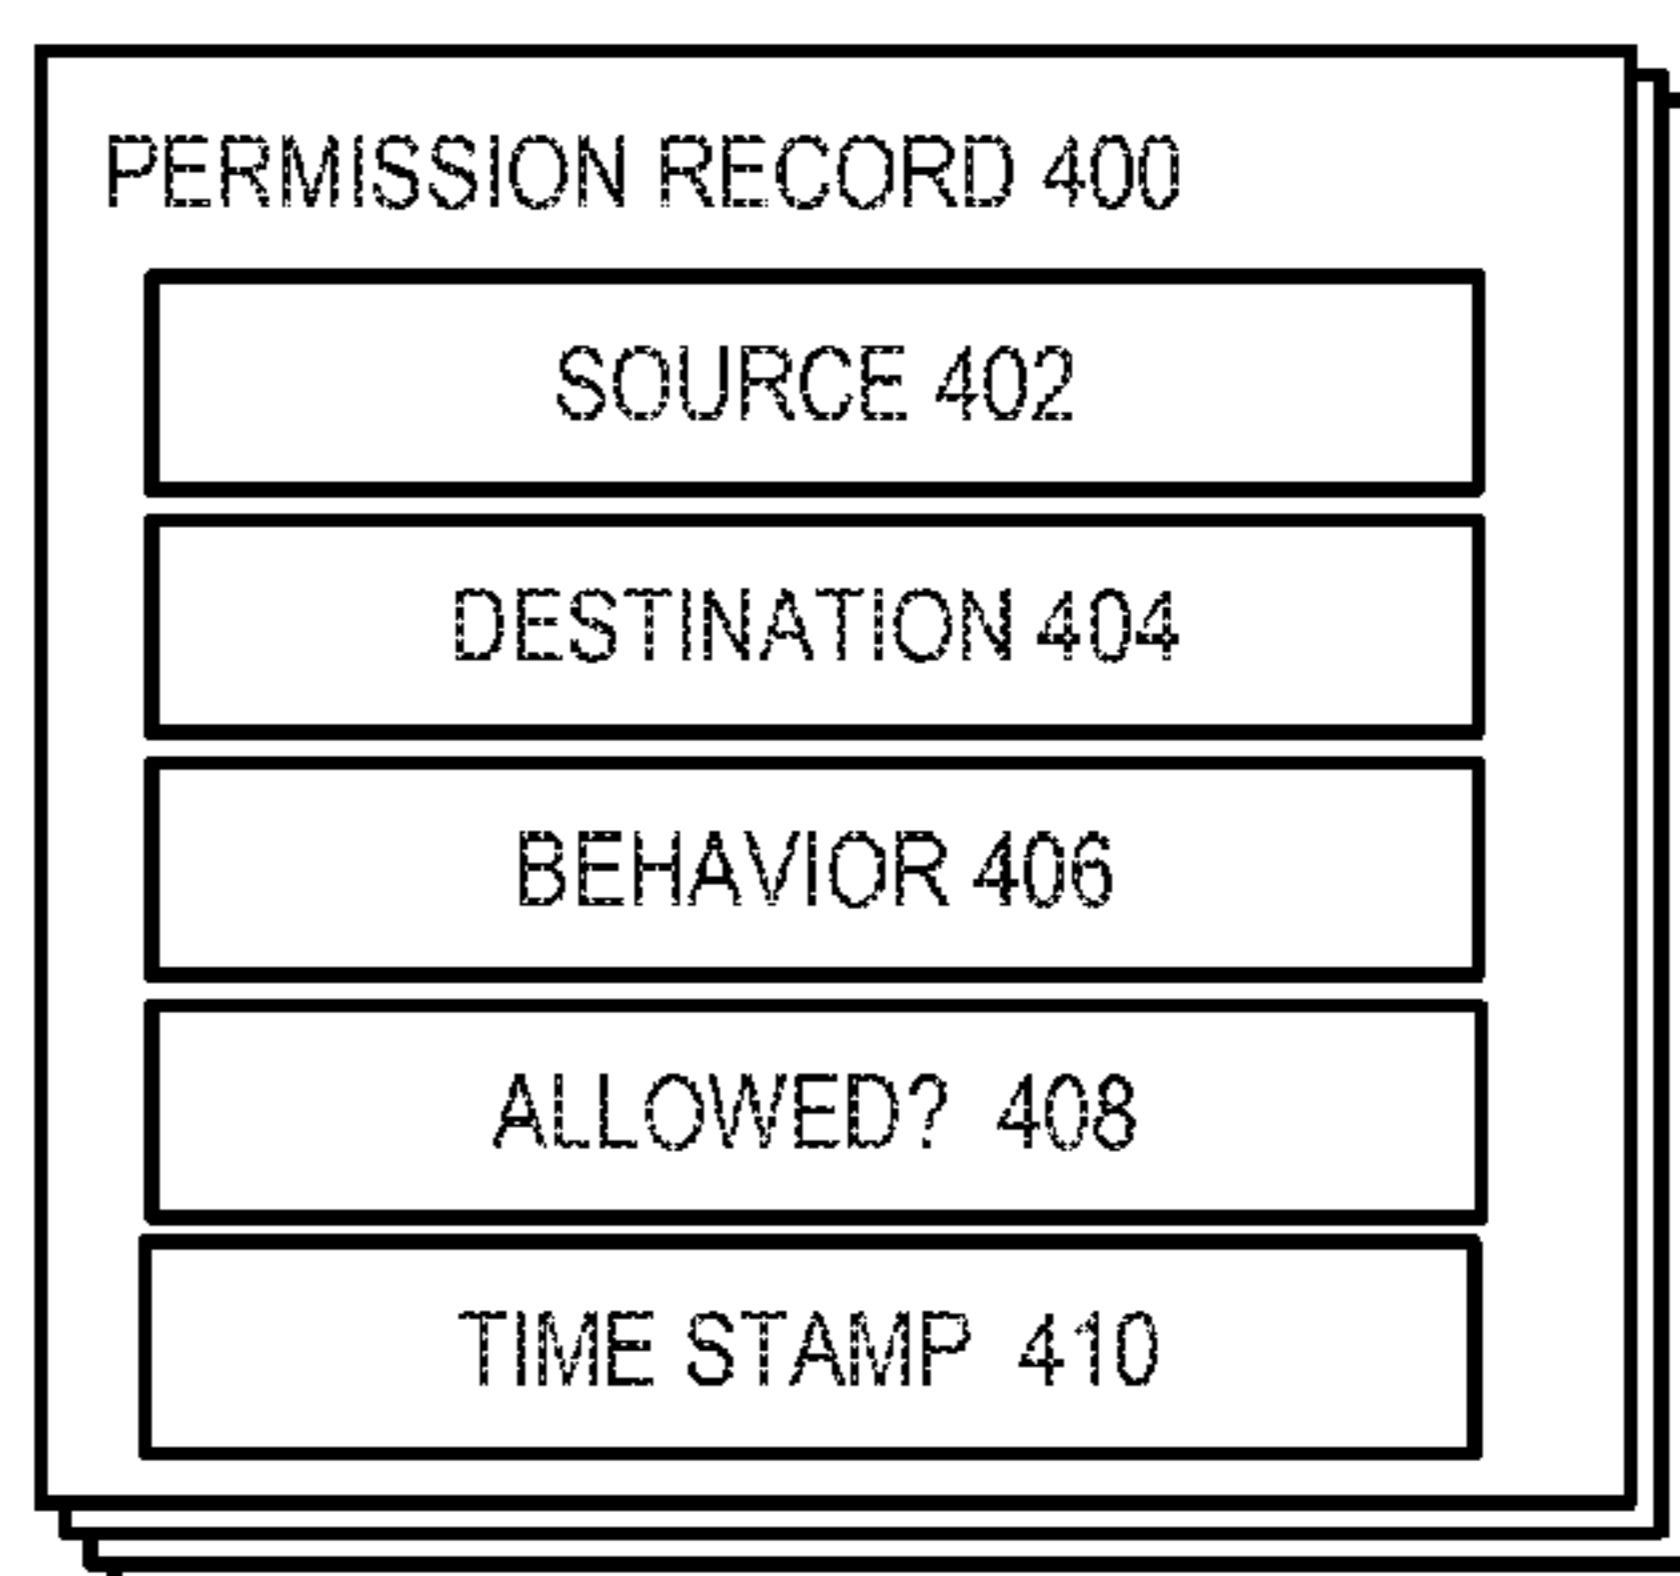 PERMISSION RECORD 400
SOURCE 402
DESTINATION 404
BEHAVIOR 406
ALLOWED? 408
TIME STAMP 410